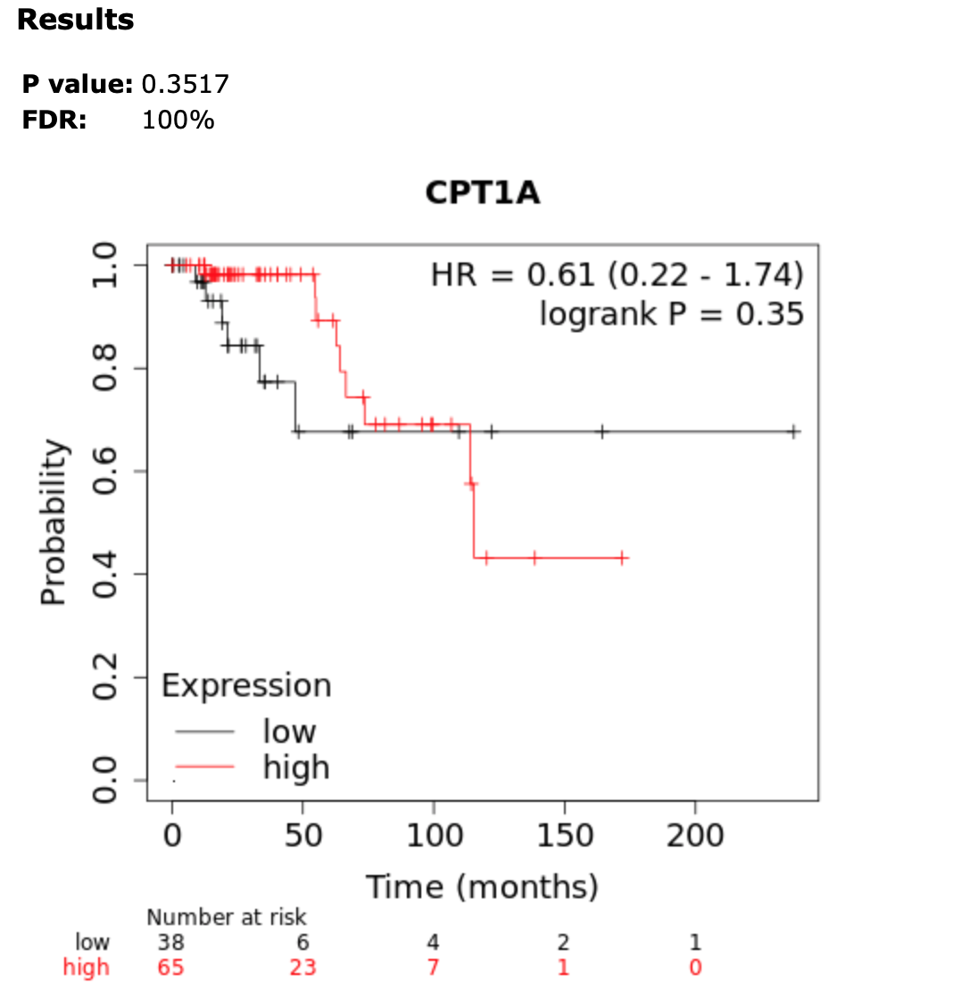 Results
P value: 0.3517
FDR: 100%
CPT1A
HR = 0.61 (0.22 - 1.74)
logrank P = 0.35
Probability
1.0
0.8
0.6
0.4
0.2
0.0
Expression
low
high
0 50 100 150 200
Time (months)
Number at risk
low 38 6 4 2 1
high 65 23 7 1 0